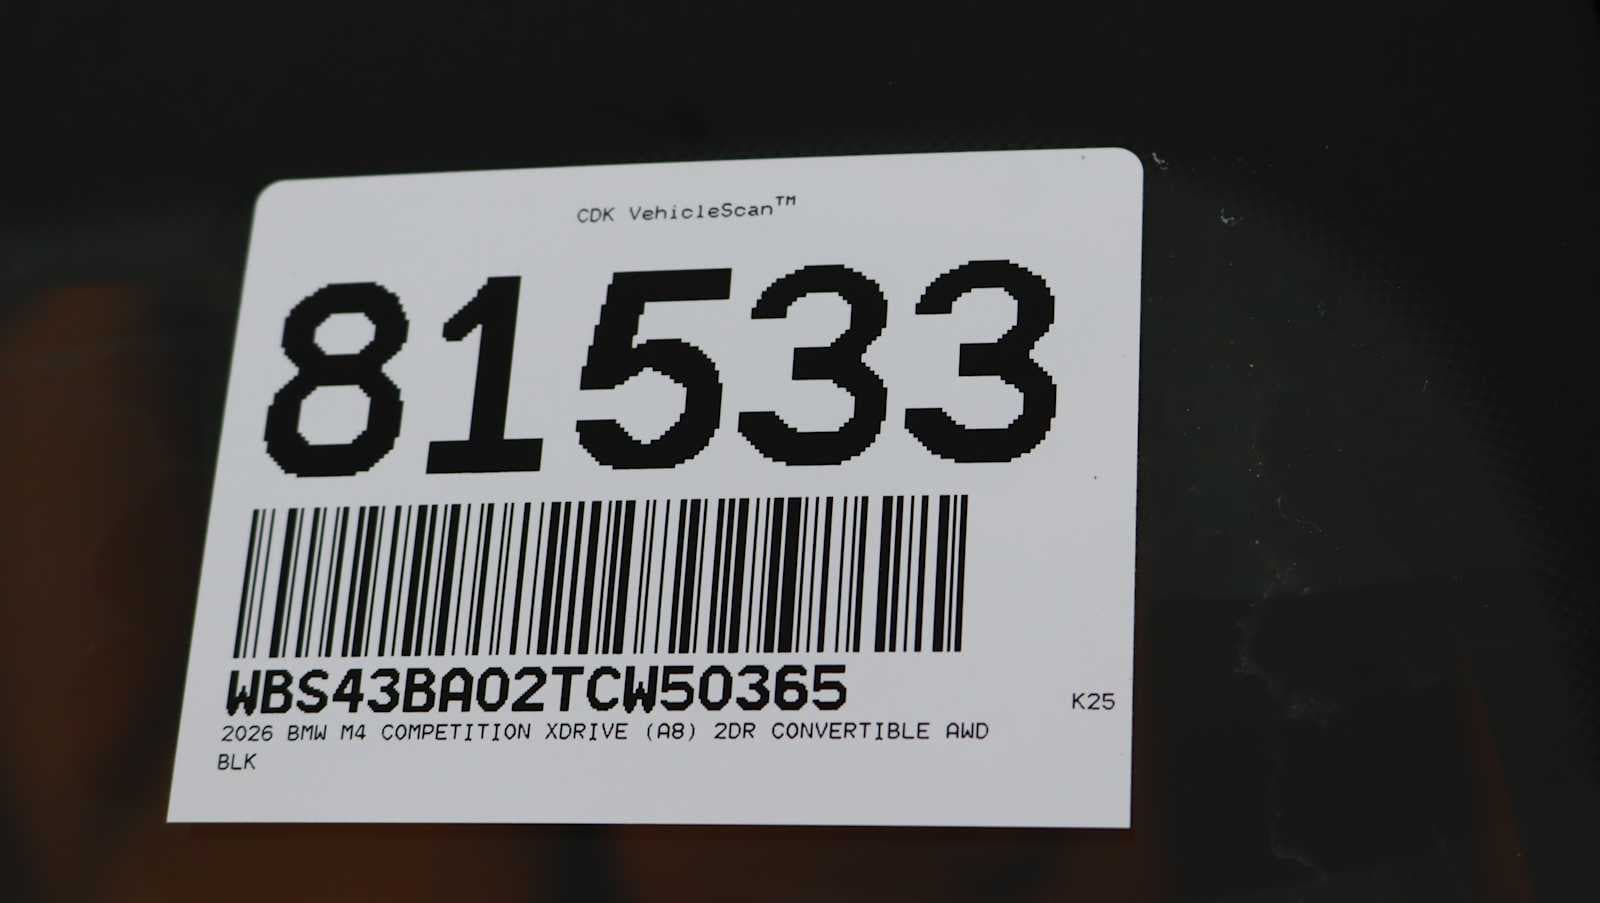 CDK VehicleScan™
81533
WBS43BA02TCW50365
K25
2026 BMW M4 COMPETITION XDRIVE (A8) 2DR CONVERTIBLE AWD
BLK